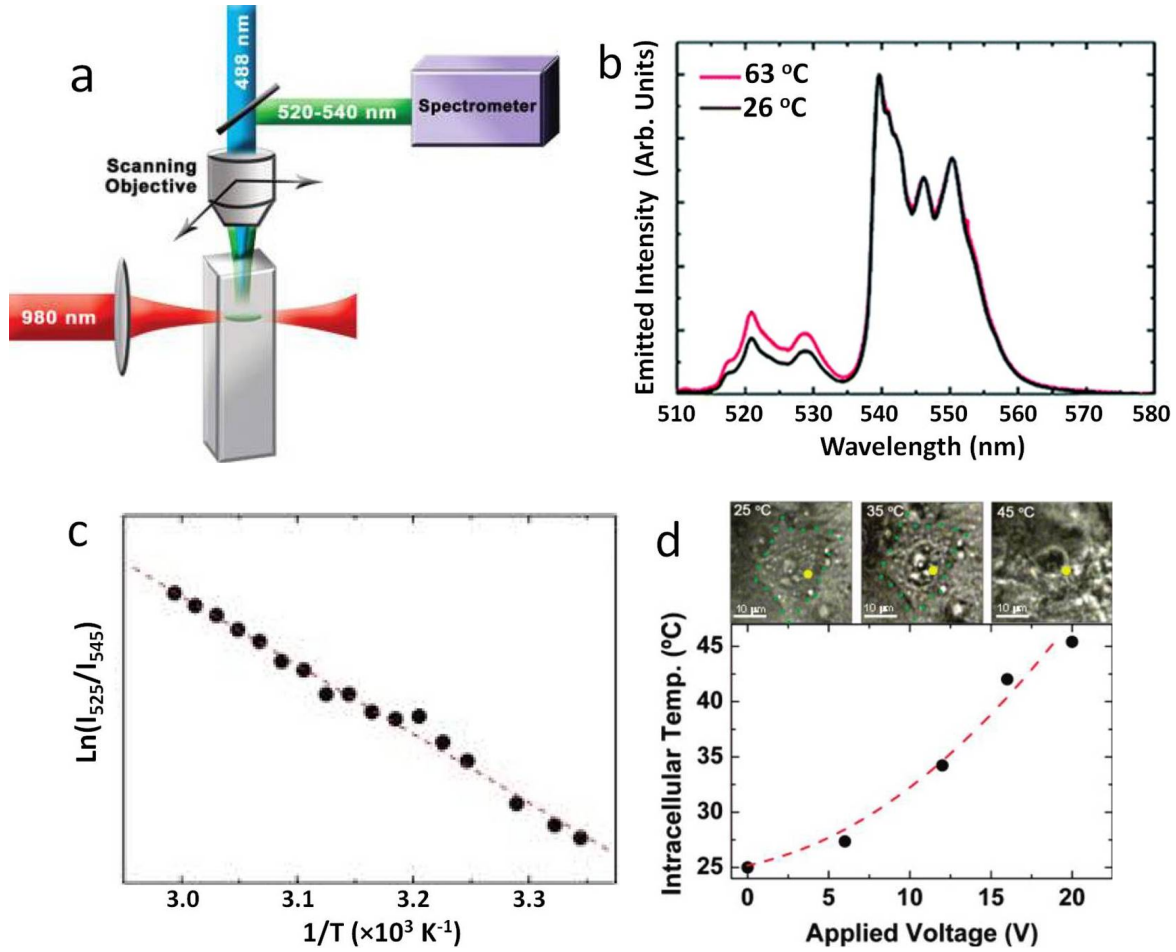 a
488 nm
520-540 nm
Spectrometer
Scanning
Objective
980 nm
b
63 °C
26 °C
Emitted Intensity (Arb. Units)
510 520 530 540 550 560 570 580
Wavelength (nm)
c
Ln(I₅₂₅/I₅₄₅)
3.0 3.1 3.2 3.3
1/T (×10³ K⁻¹)
d
25 °C
10 µm
35 °C
10 µm
45 °C
10 µm
Intracellular Temp. (ºC)
45
40
35
30
25
0 5 10 15 20
Applied Voltage (V)